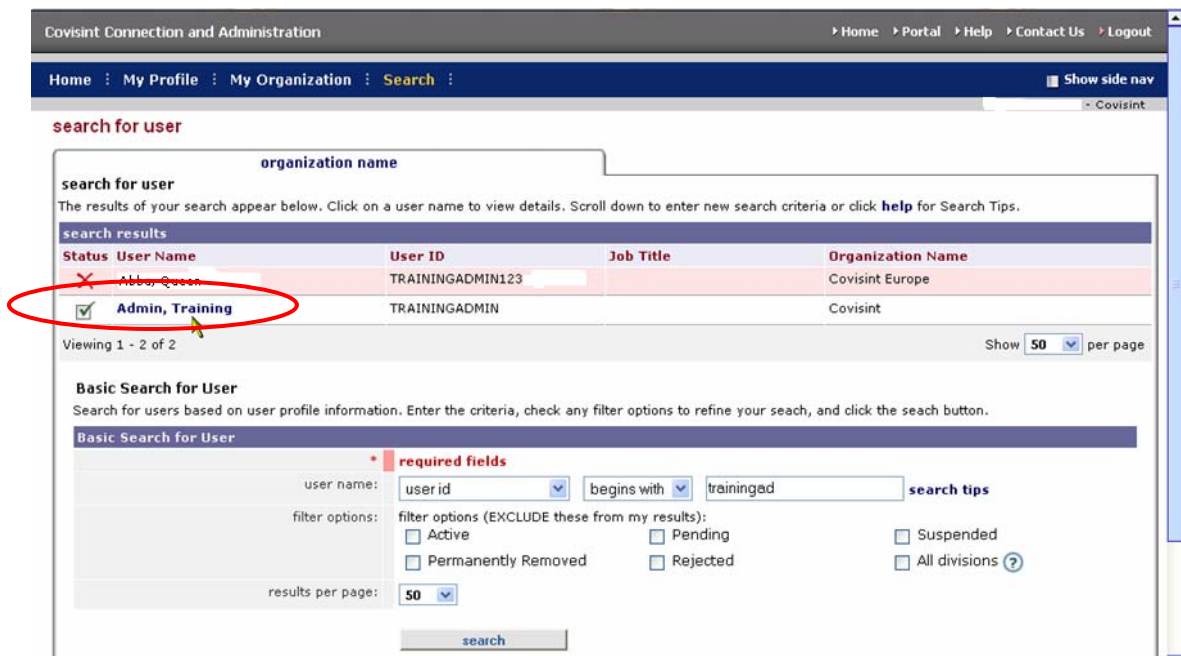 Covisint Connection and Administration Home Portal Help Contact Us Logout
Home My Profile My Organization Search Show side nav
- Covisint
search for user
organization name
search for user
The results of your search appear below. Click on a user name to view details. Scroll down to enter new search criteria or click help for Search Tips.
search results
Status User Name User ID Job Title Organization Name
Abba, Queen TRAININGADMIN123 Covisint Europe
Admin, Training TRAININGADMIN Covisint
Viewing 1 - 2 of 2 Show 50 per page
Basic Search for User
Search for users based on user profile information. Enter the criteria, check any filter options to refine your seach, and click the seach button.
Basic Search for User
* required fields
user name: user id begins with trainingad search tips
filter options: filter options (EXCLUDE these from my results):
Active Pending Suspended
Permanently Removed Rejected All divisions ?
results per page: 50
search